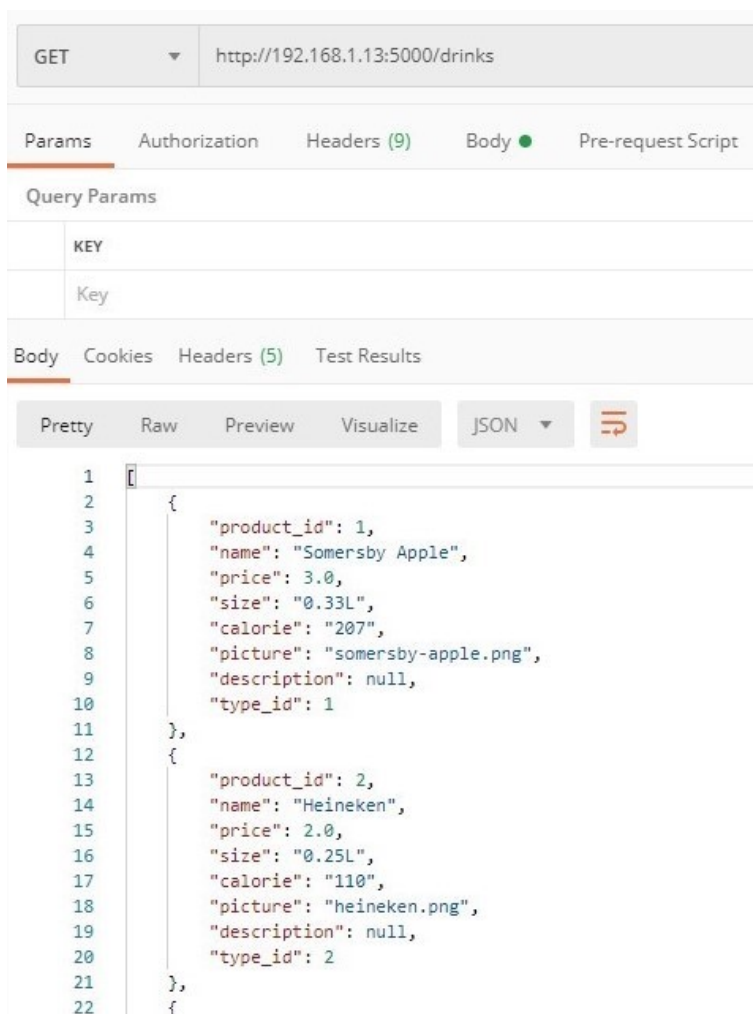 GET http://192.168.1.13:5000/drinks
Params Authorization Headers (9) Body Pre-request Script
Query Params
KEY
Key
Body Cookies Headers (5) Test Results
Pretty Raw Preview Visualize JSON
1 [
2 {
3 "product_id": 1,
4 "name": "Somersby Apple",
5 "price": 3.0,
6 "size": "0.33L",
7 "calorie": "207",
8 "picture": "somersby-apple.png",
9 "description": null,
10 "type_id": 1
11 },
12 {
13 "product_id": 2,
14 "name": "Heineken",
15 "price": 2.0,
16 "size": "0.25L",
17 "calorie": "110",
18 "picture": "heineken.png",
19 "description": null,
20 "type_id": 2
21 },
22 {